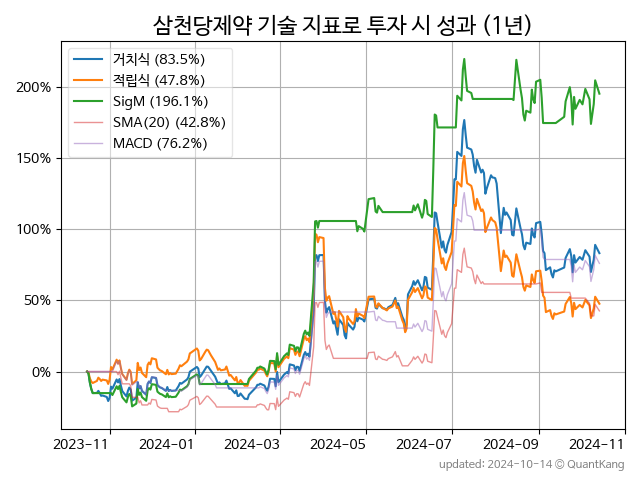 삼천당제약 기술 지표로 투자 시 성과 (1년)
거치식 (83.5%)
적립식 (47.8%)
SigM (196.1%)
SMA(20) (42.8%)
MACD (76.2%)
200%
150%
100%
50%
0%
2023-11 2024-01 2024-03 2024-05 2024-07 2024-09 2024-11
updated: 2024-10-14 © QuantKang